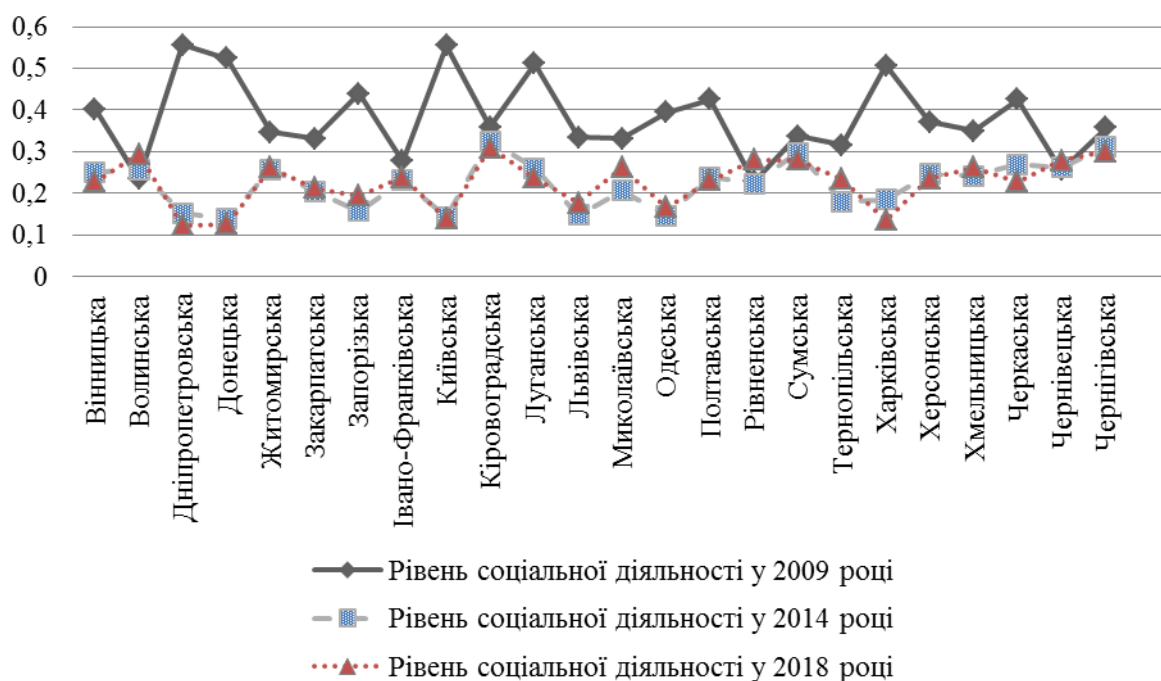 0,6
0,5
0,4
0,3
0,2
0,1
0
Вінницька
Волинська
Дніпропетровська
Донецька
Житомирська
Закарпатська
Запорізька
Івано-Франківська
Київська
Кіровоградська
Луганська
Львівська
Миколаївська
Одеська
Полтавська
Рівненська
Сумська
Тернопільська
Харківська
Херсонська
Хмельницька
Черкаська
Чернівецька
Чернігівська
Рівень соціальної діяльності у 2009 році
Рівень соціальної діяльності у 2014 році
Рівень соціальної діяльності у 2018 році